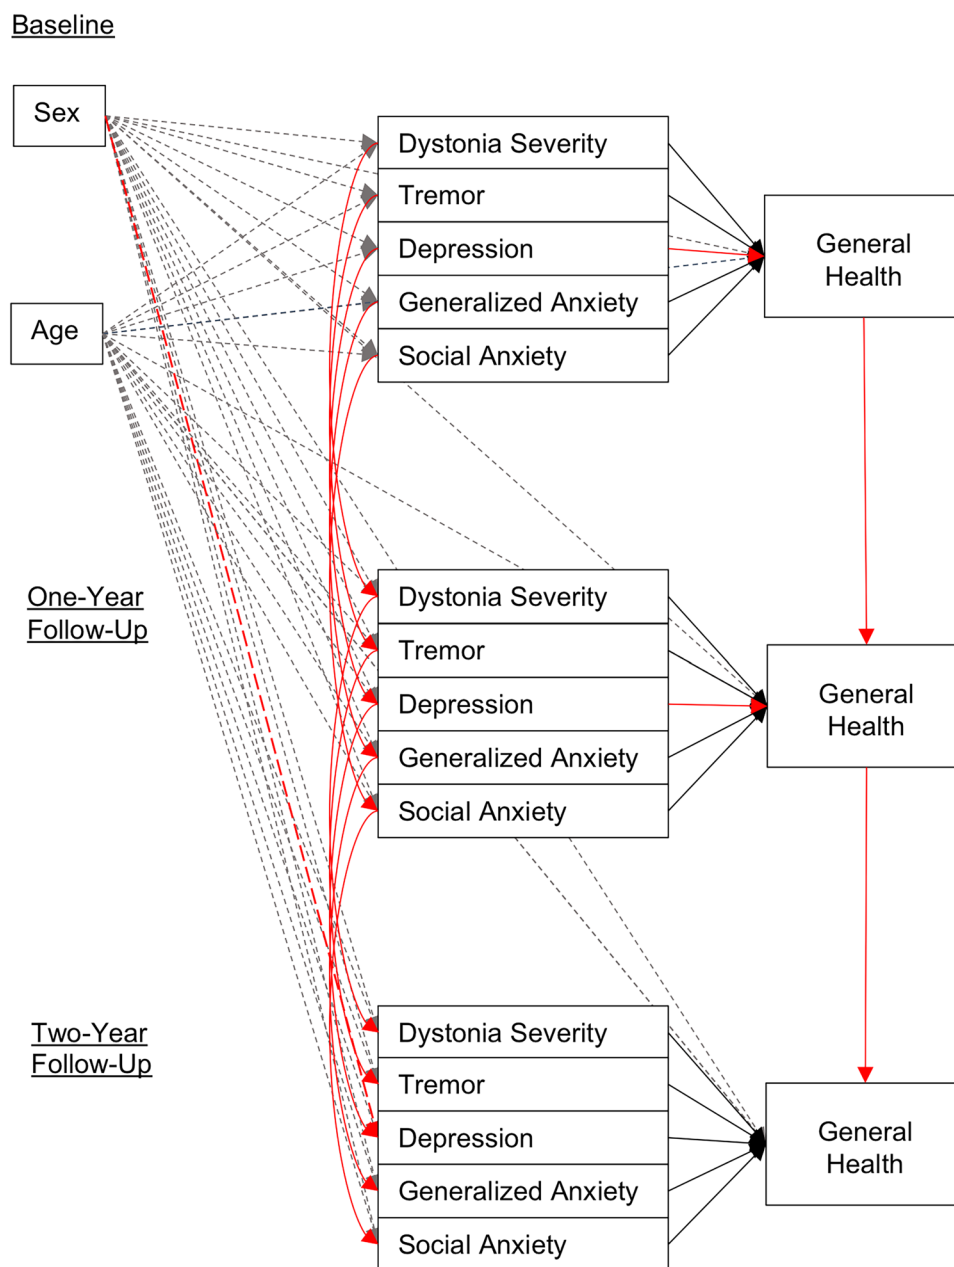 Baseline
Sex
Dystonia Severity
Tremor
Depression
General
Health
Generalized Anxiety
Age
Social Anxiety
One-Year
Follow-Up
Dystonia Severity
Tremor
Depression
General
Health
Generalized Anxiety
Social Anxiety
Two-Year
Follow-Up
Dystonia Severity
Tremor
Depression
General
Health
Generalized Anxiety
Social Anxiety